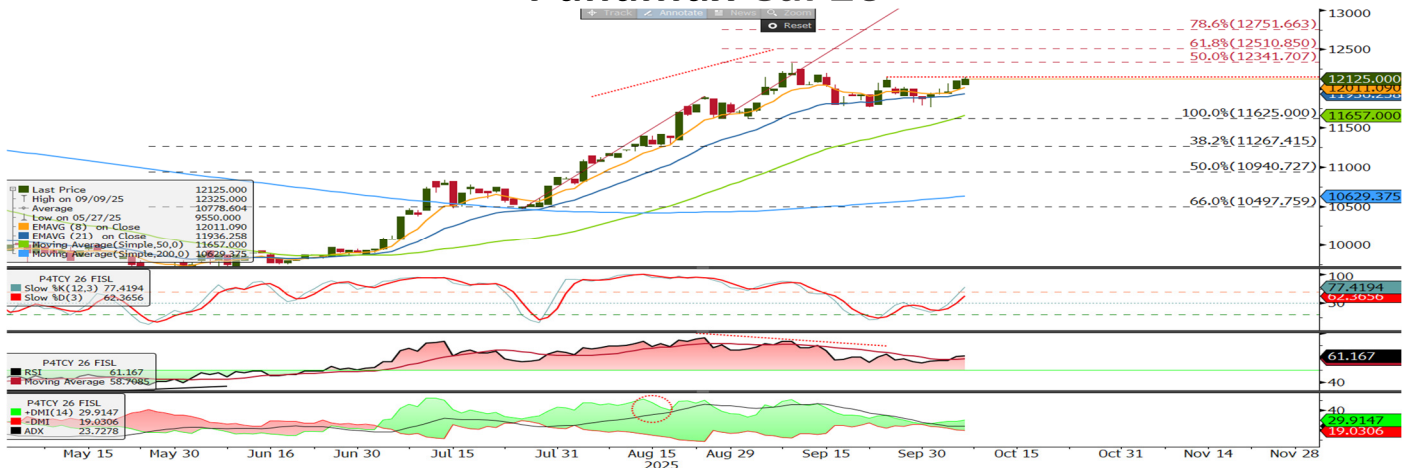 Track Annotate News Zoom
Reset
13000
78.6%(12751.663)
12500
61.8%(12510.850)
50.0%(12341.707)
12125.000
12011.090
11936.258
11657.000
100.0%(11625.000)
11500
38.2%(11267.415)
11000
50.0%(10940.727)
10629.375
66.0%(10497.759)
10500
10000
Last Price 12125.000
High on 09/09/25 12325.000
Average 10778.604
Low on 05/27/25 9550.000
EMAVG (8) on Close 12011.090
EMAVG (21) on Close 11936.258
Moving Average(Simple,50,0) 11657.000
Moving Average(Simple,200,0) 10629.375
P4TCY 26 FISL
Slow %K(12,3) 77.4194
Slow %D(3) 62.3656
100
77.4194
62.3656
50
P4TCY 26 FISL
RSI 61.167
Moving Average 58.7085
61.167
40
P4TCY 26 FISL
+DMI(14) 29.9147
-DMI 19.0306
ADX 23.7278
40
29.9147
19.0306
May 15 May 30 Jun 16 Jun 30 Jul 15 Jul 31 Aug 15 Aug 29 Sep 15 Sep 30 Oct 15 Oct 31 Nov 14 Nov 28
2025